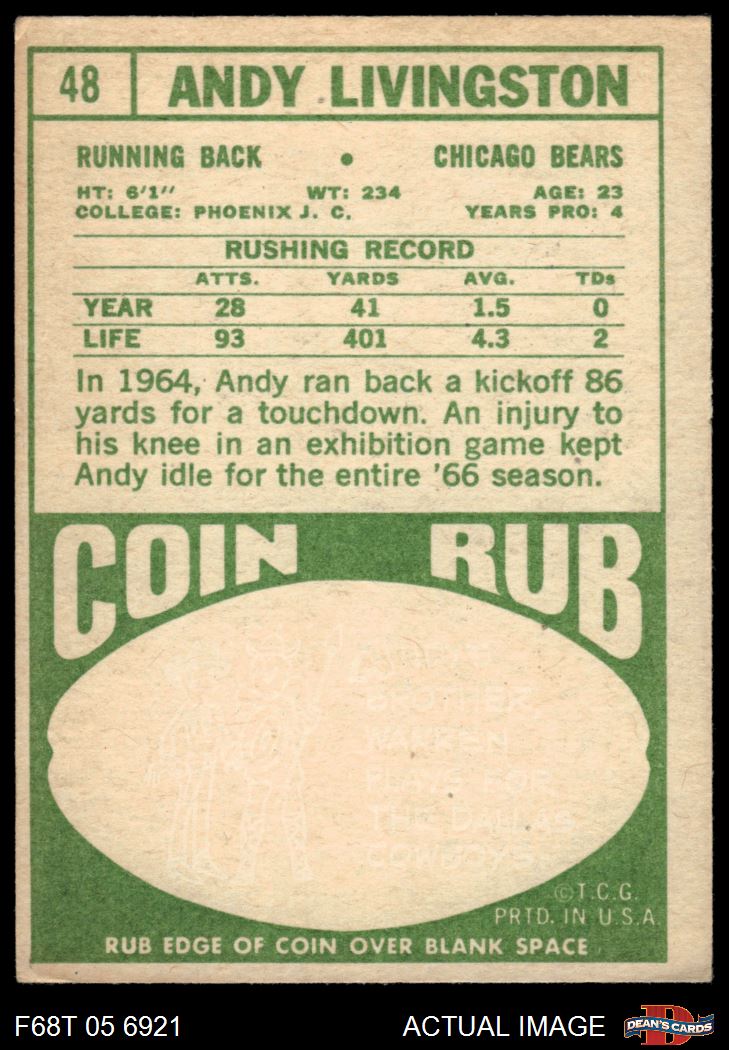 48 ANDY LIVINGSTON
RUNNING BACK • CHICAGO BEARS
HT: 6'1" WT: 234 AGE: 23
COLLEGE: PHOENIX J. C. YEARS PRO: 4
RUSHING RECORD
ATTS. YARDS AVG. TDs
YEAR 28 41 1.5 0
LIFE 93 401 4.3 2
In 1964, Andy ran back a kickoff 86
yards for a touchdown. An injury to
his knee in an exhibition game kept
Andy idle for the entire '66 season.
COIN RUB
BROTHER,
WARREN
PLAYS FOR
THE DALLAS
COWBOYS.
©T.C.G.
PRTD. IN U.S.A.
RUB EDGE OF COIN OVER BLANK SPACE
F68T 05 6921 ACTUAL IMAGE D DEAN'S CARDS